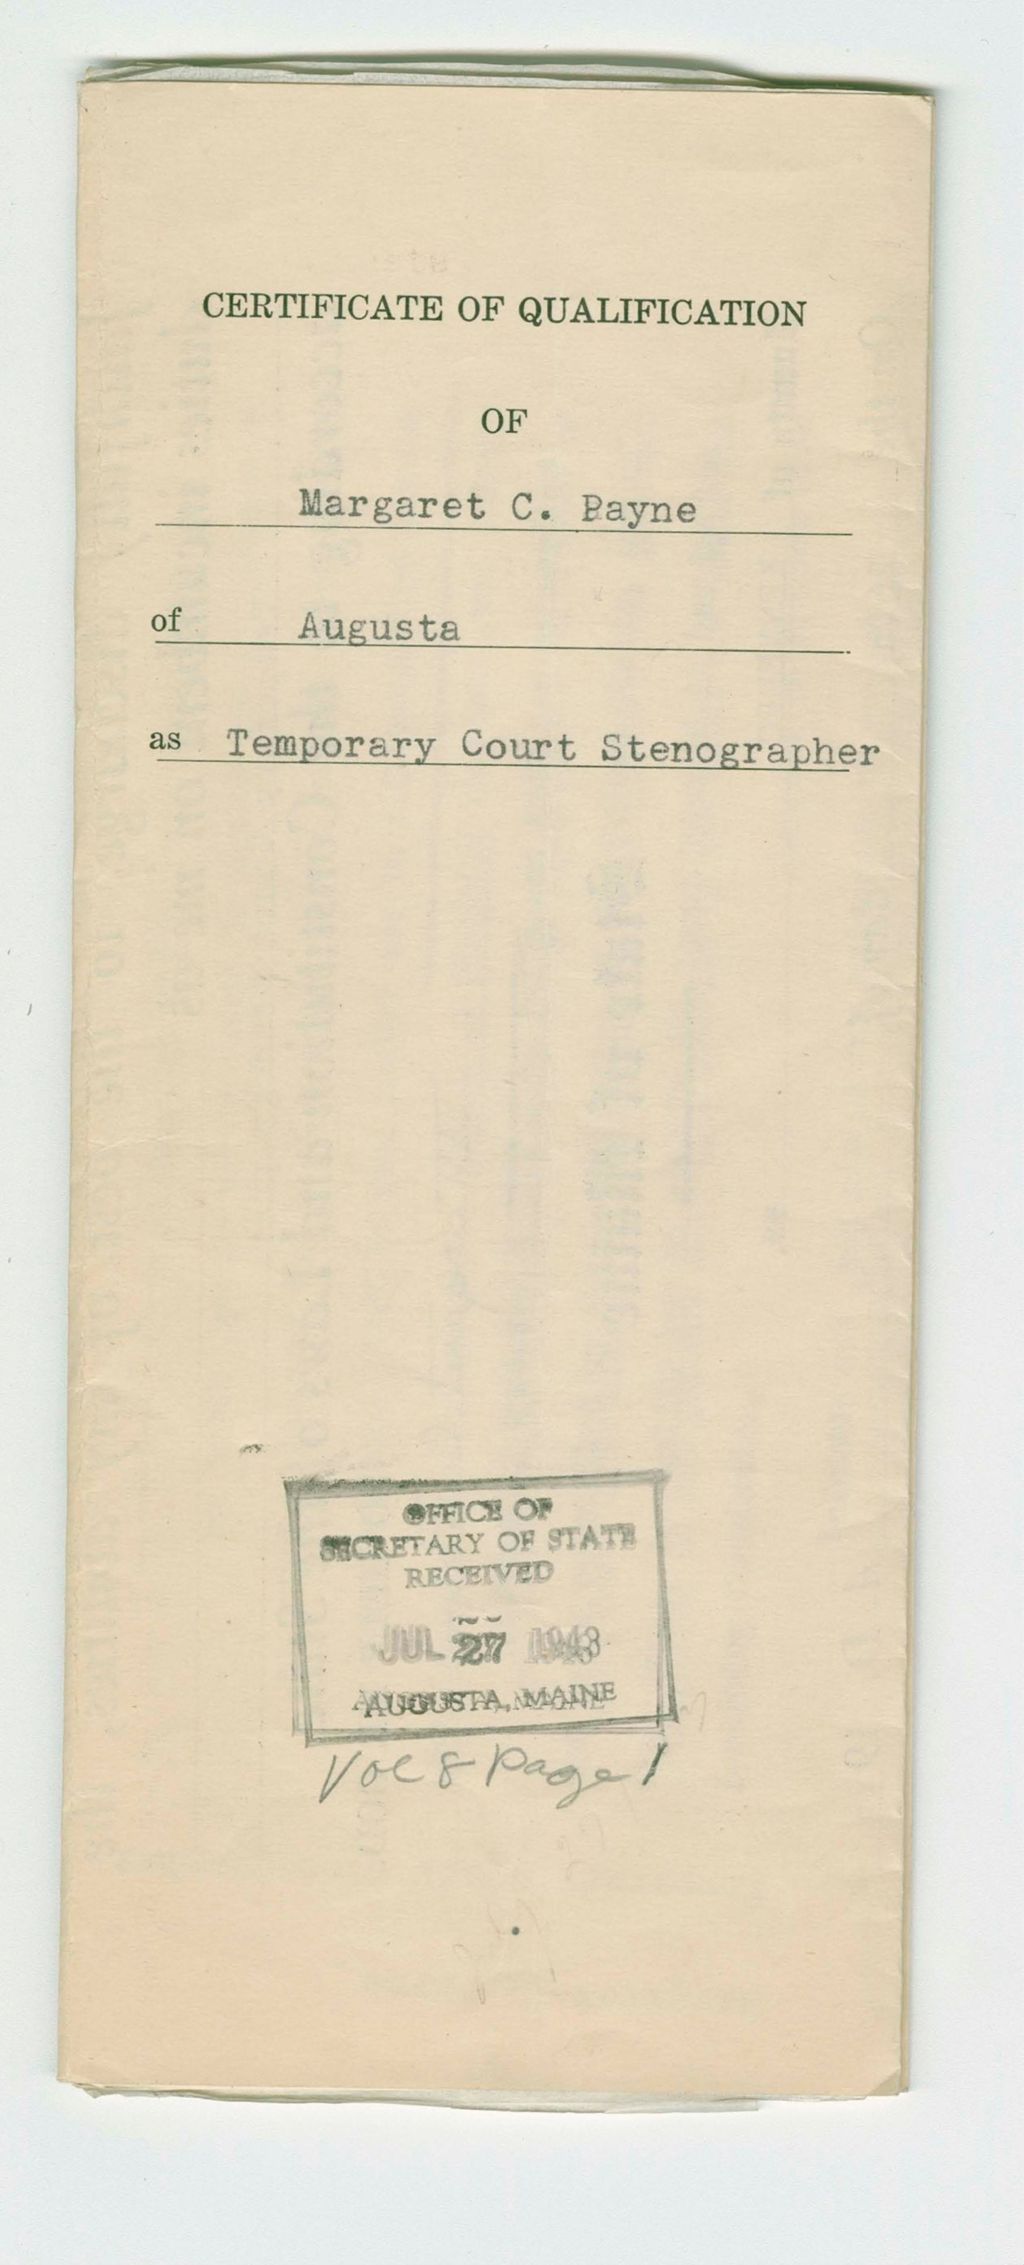 CERTIFICATE OF QUALIFICATION
OF
Margaret C. Payne
of Augusta
as Temporary Court Stenographer
OFFICE OF
SECRETARY OF STATE
RECEIVED
JUL 27 1943
AUGUSTA, MAINE
Vol 8 Page 1